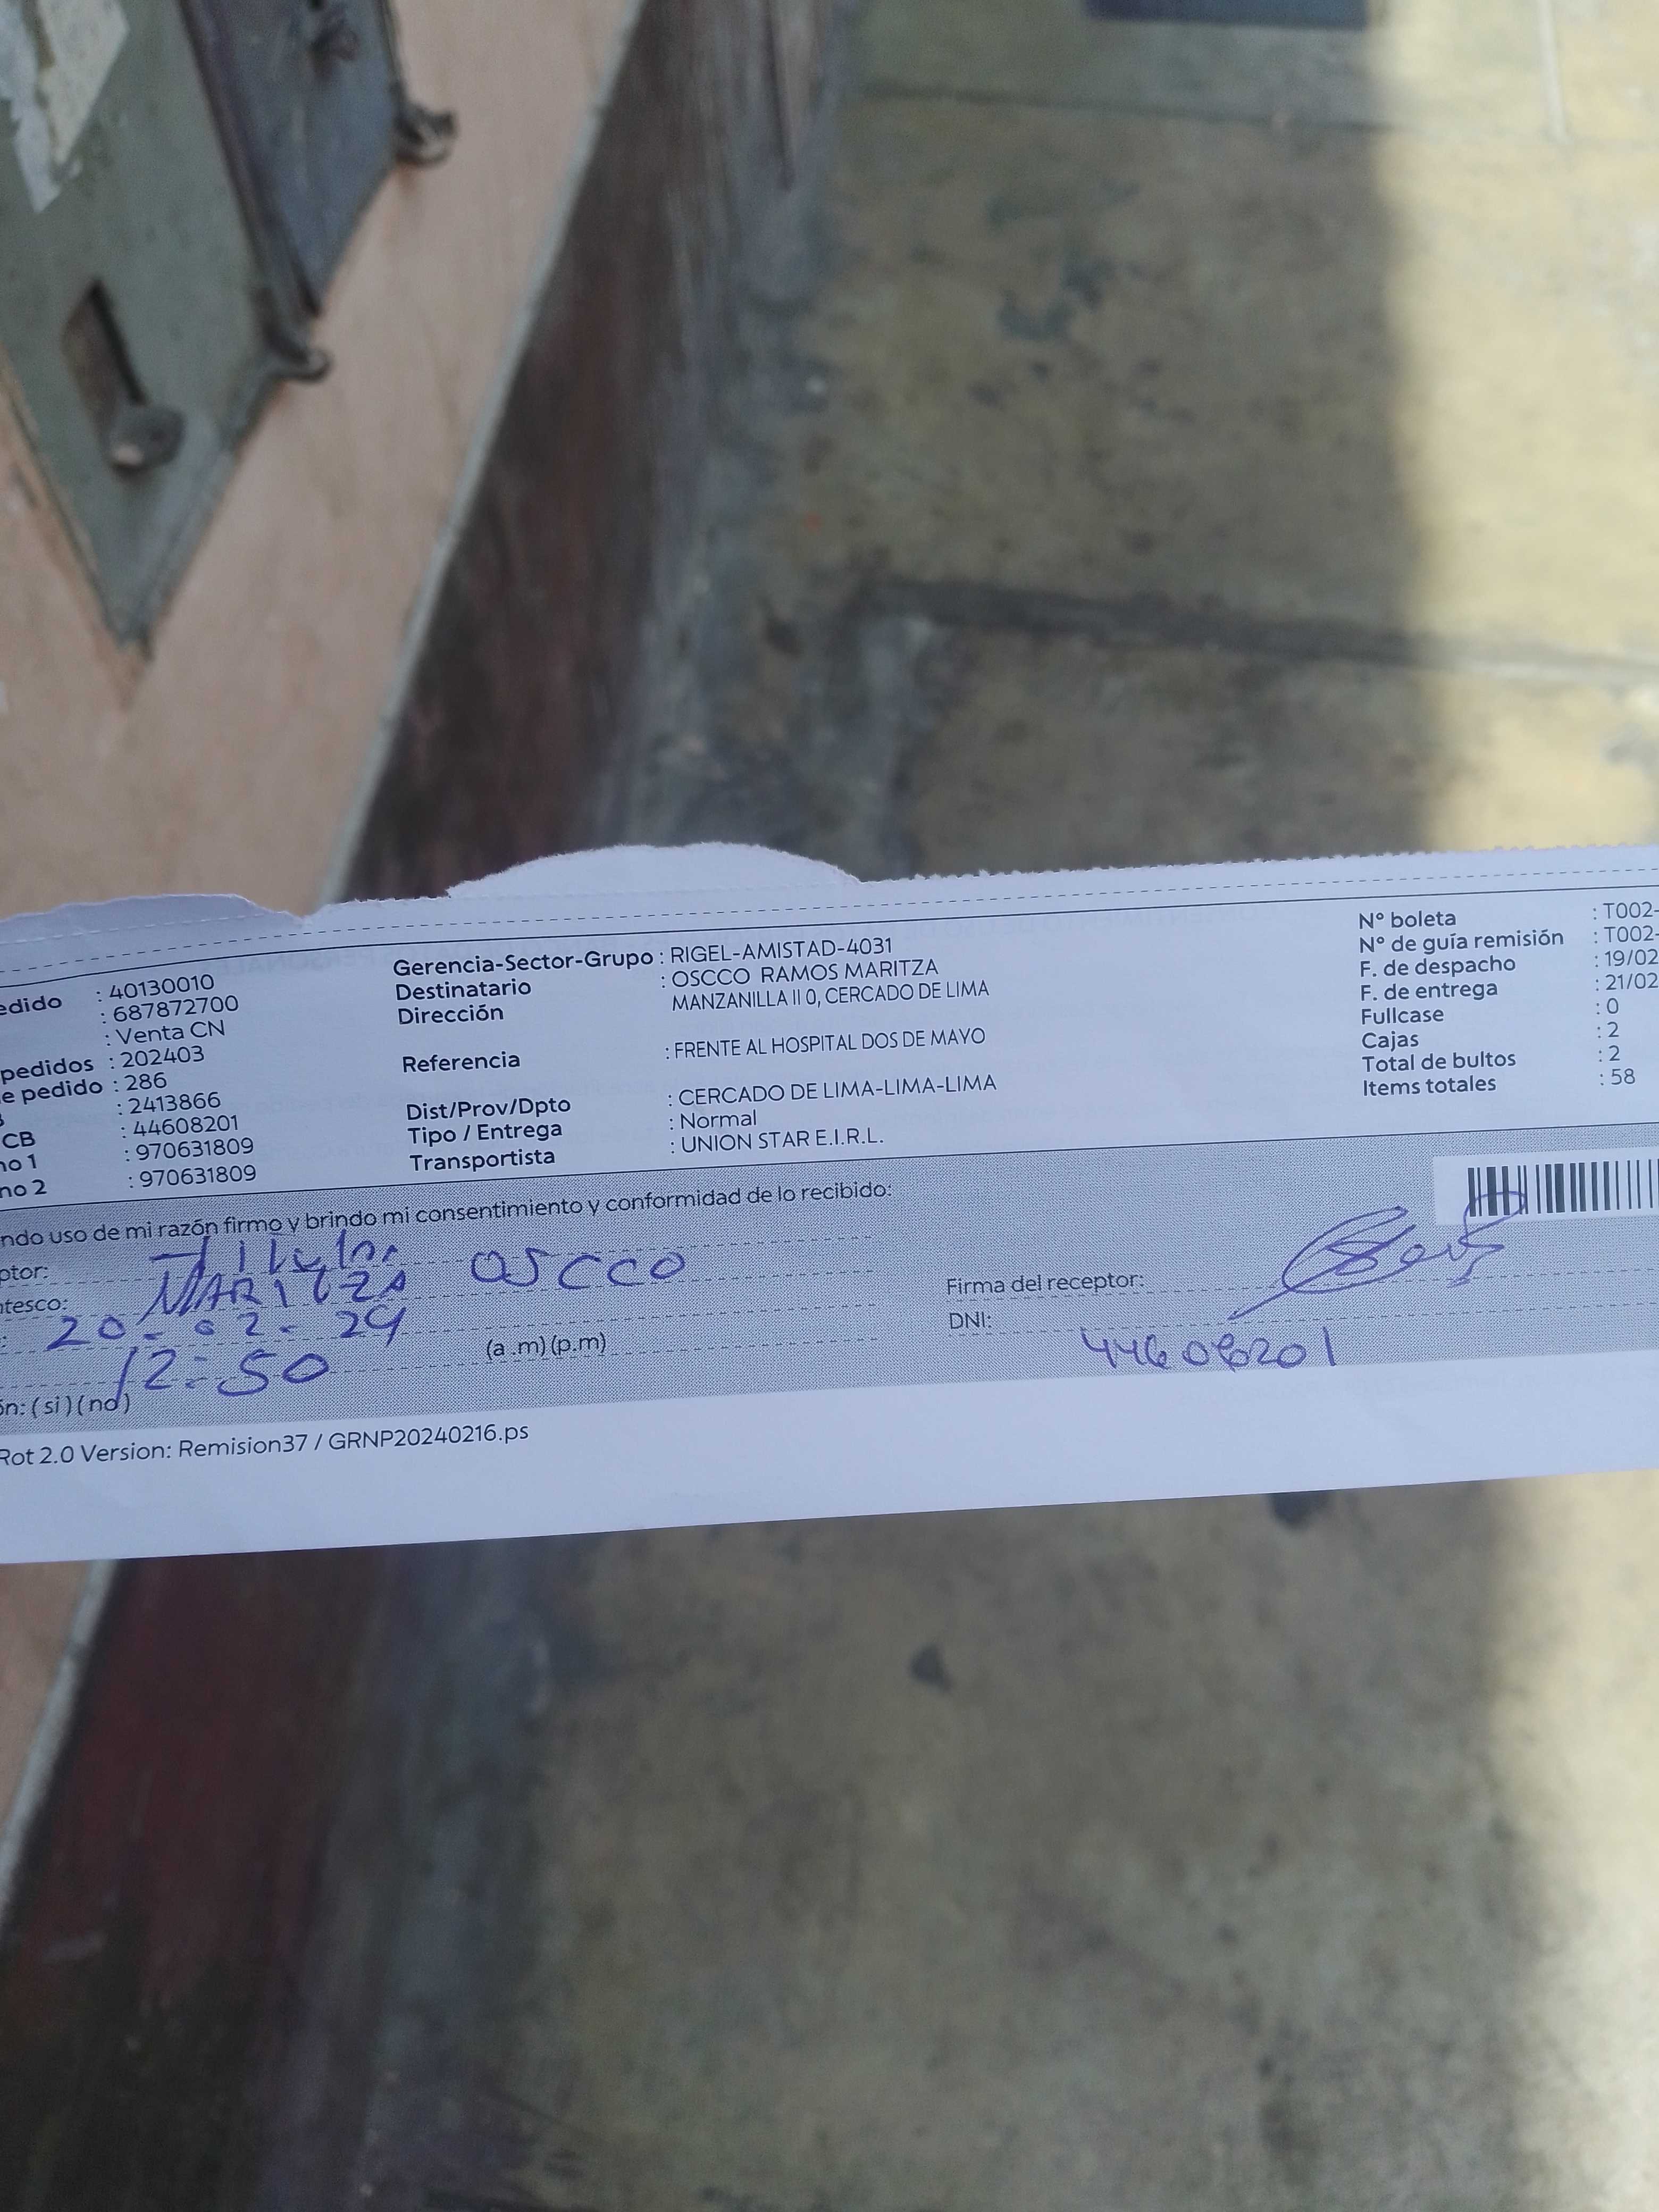 edido : 40130010
: 687872700
: Venta CN
pedidos : 202403
e pedido : 286
: 2413866
CB : 44608201
no 1 : 970631809
no 2 : 970631809
Gerencia-Sector-Grupo : RIGEL-AMISTAD-4031
Destinatario : OSCCO RAMOS MARITZA
Dirección MANZANILLA II 0, CERCADO DE LIMA
Referencia : FRENTE AL HOSPITAL DOS DE MAYO
Dist/Prov/Dpto : CERCADO DE LIMA-LIMA-LIMA
Tipo / Entrega : Normal
Transportista : UNION STAR E.I.R.L.
N° boleta : T002-
N° de guía remisión : T002-
F. de despacho : 19/02
F. de entrega : 21/02
Fullcase : 0
Cajas : 2
Total de bultos : 2
Items totales : 58
ndo uso de mi razón firmo y brindo mi consentimiento y conformidad de lo recibido:
ptor: Titular
ntesco: MARITZA OSCCO
: 20-02-24
12:50 (a.m) (p.m)
ón: (si) (no)
Firma del receptor:
DNI: 44608201
Rot 2.0 Version: Remision37 / GRNP20240216.ps